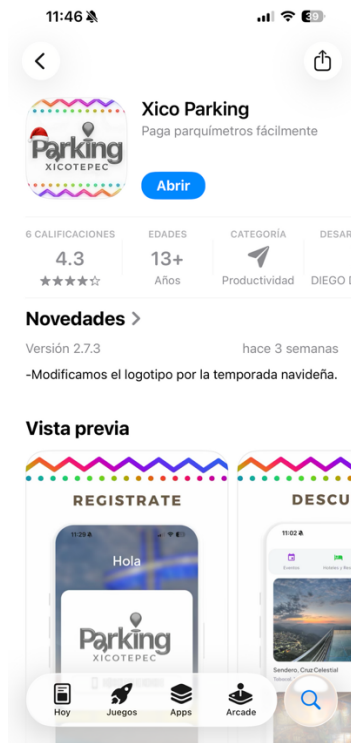 11:46
39
Xico Parking
Paga parquímetros fácilmente
Parking
XICOTEPEC
Abrir
6 CALIFICACIONES
EDADES
CATEGORÍA
DESAR
4.3
13+
★★★★☆
Años
Productividad
DIEGO D
Novedades >
Versión 2.7.3
hace 3 semanas
-Modificamos el logotipo por la temporada navideña.
Vista previa
REGISTRATE
DESCU
11:29
11:02
Hola
Eventos
Parking
XICOTEPEC
Sendero, Cruz Celestial
Hoy
Juegos
Apps
Arcade